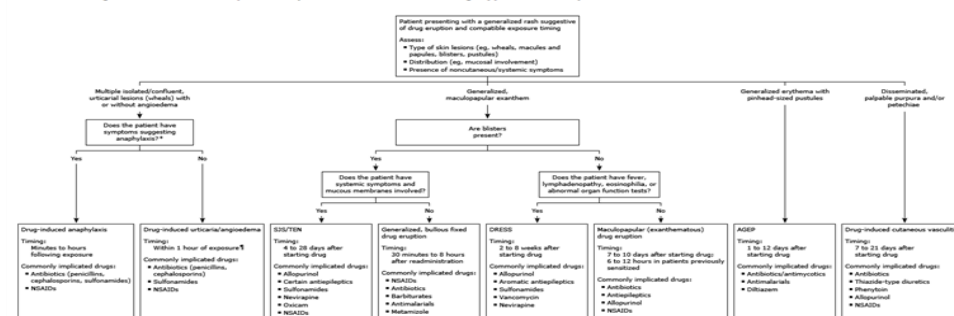 Patient presenting with a generalized rash suggestive
of drug eruption and compatible exposure timing
Assess:
▪ Type of skin lesions (eg, wheals, macules and
papules, blisters, pustules)
▪ Distribution (eg, mucosal involvement)
▪ Presence of noncutaneous/systemic symptoms
Multiple isolated/confluent,
urticarial lesions (wheals) with
or without angioedema
Generalized,
maculopapular exanthem
Generalized erythema with
pinhead-sized pustules
Disseminated,
palpable purpura and/or
petechiae
Does the patient have
symptoms suggesting
anaphylaxis?*
Are blisters
present?
Yes
No
Yes
No
Does the patient have
systemic symptoms and
mucous membranes involved?
Does the patient have fever,
lymphadenopathy, eosinophilia, or
abnormal organ function tests?
Yes
No
Yes
No
Drug-induced anaphylaxis
Timing:
Minutes to hours
following exposure
Commonly implicated drugs:
▪ Antibiotics (penicillins,
cephalosporins, sulfonamides)
▪ NSAIDs
Drug-induced urticaria/angioedema
Timing:
Within 1 hour of exposure¶
Commonly implicated drugs:
▪ Antibiotics (penicillins,
cephalosporins)
▪ Sulfonamides
▪ NSAIDs
SJS/TEN
Timing:
4 to 28 days after
starting drug
Commonly implicated drugs:
▪ Allopurinol
▪ Certain antiepileptics
▪ Sulfonamides
▪ Nevirapine
▪ Oxicam
▪ NSAIDs
Generalized, bullous fixed
drug eruption
Timing:
30 minutes to 8 hours
after readministration
Commonly implicated drugs:
▪ NSAIDs
▪ Antibiotics
▪ Barbiturates
▪ Antimalarials
▪ Metamizole
DRESS
Timing:
2 to 8 weeks after
starting drug
Commonly implicated drugs:
▪ Allopurinol
▪ Aromatic antiepileptics
▪ Sulfonamides
▪ Vancomycin
▪ Nevirapine
Maculopapular (exanthematous)
drug eruption
Timing:
7 to 10 days after starting drug;
6 to 12 hours in patients previously
sensitized
Commonly implicated drugs:
▪ Antibiotics
▪ Antiepileptics
▪ Allopurinol
▪ NSAIDs
AGEP
Timing:
1 to 12 days after
starting drug
Commonly implicated drugs:
▪ Antibiotics/antimycotics
▪ Antimalarials
▪ Diltiazem
Drug-induced cutaneous vasculitis
Timing:
7 to 21 days after
starting drug
Commonly implicated drugs:
▪ Antibiotics
▪ Thiazide-type diuretics
▪ Phenytoin
▪ Allopurinol
▪ NSAIDs